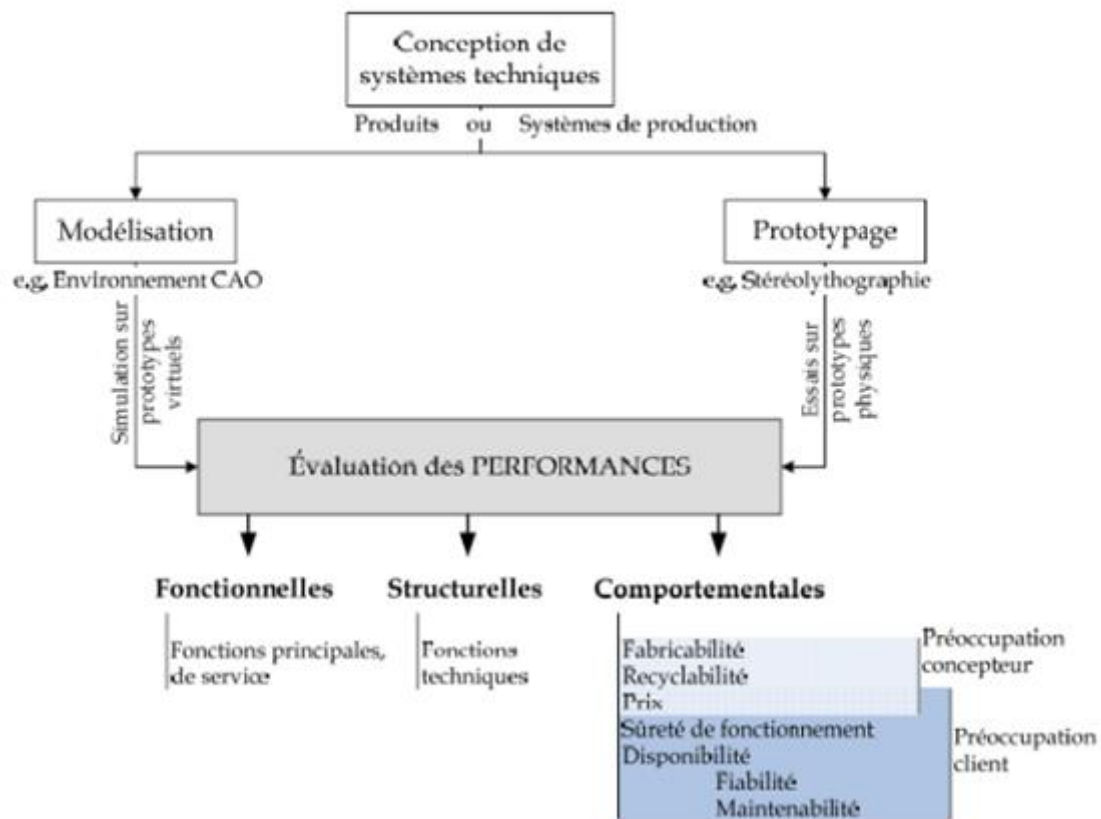 Conception de
systèmes techniques
Produits ou Systèmes de production
Modélisation
Prototypage
e.g. Environnement CAO
e.g. Stéréolythographie
Simulation sur
prototypes
virtuels
Essais sur
prototypes
physiques
Évaluation des PERFORMANCES
Fonctionnelles
Structurelles
Comportementales
Fonctions principales,
de service
Fonctions
techniques
Fabricabilité
Recyclabilité
Prix
Préoccupation
concepteur
Sûreté de fonctionnement
Disponibilité
Fiabilité
Maintenabilité
Préoccupation
client